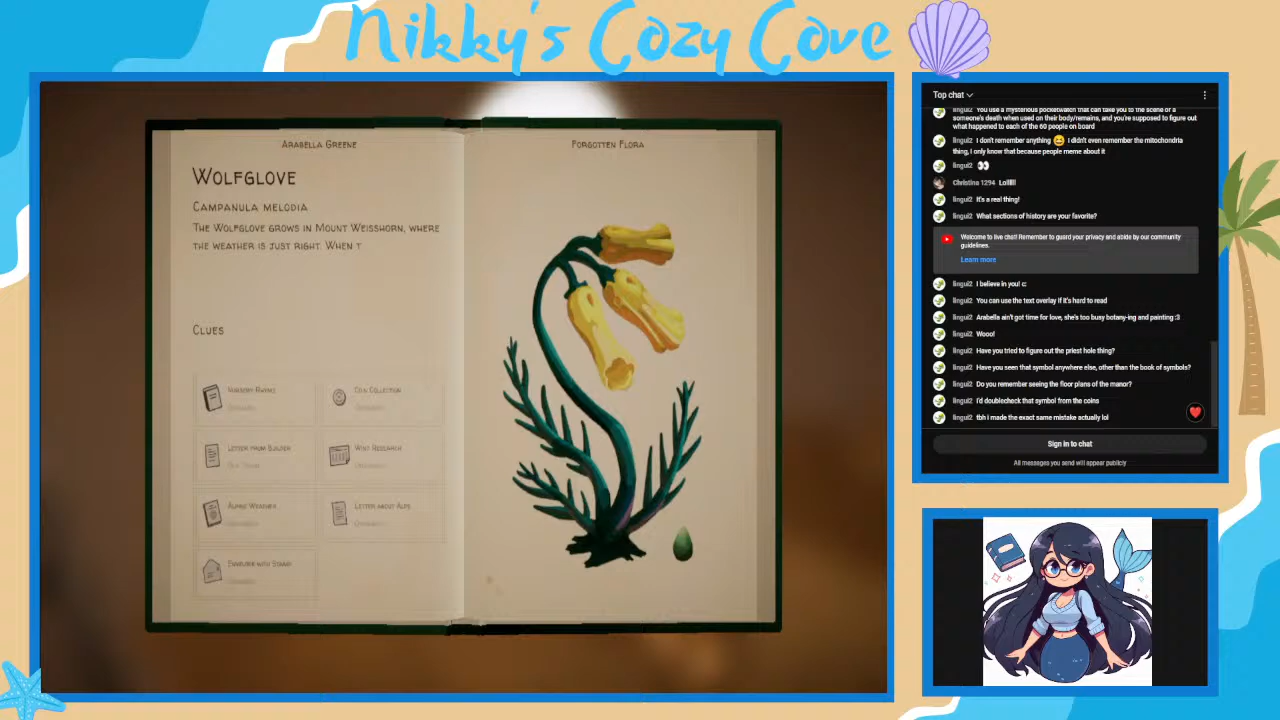 Nikky's Cozy Cove
Arabella Greene
Wolfglove
Campanula melodia
The Wolfglove grows in Mount Weisshorn, where
the weather is just right. When t
Clues
Nursery Rhyme
Coin Collection
Letter from Builder
Wint Research
Alpine Weather
Letter about Alps
Forgotten Flora
Top chat
lingui2 You use a mysterious pocketwatch that can take you to the scene of a
someone's death when used on their body/remains, and you're supposed to figure out
what happened to each of the 60 people on board
lingui2 I don't remember anything 😆 I didn't even remember the mitochondria
thing, I only know that because people meme about it
lingui2 👀
Christina 1294 Lollllll
lingui2 It's a real thing!
lingui2 What sections of history are your favorite?
Welcome to live chat! Remember to guard your privacy and abide by our community
guidelines.
Learn more
lingui2 I believe in you! c:
lingui2 You can use the text overlay if it's hard to read
lingui2 Arabella ain't got time for love, she's too busy botany-ing and painting :3
lingui2 Wooo!
lingui2 Have you tried to figure out the priest hole thing?
lingui2 Have you seen that symbol anywhere else, other than the book of symbols?
lingui2 Do you remember seeing the floor plans of the manor?
lingui2 I'd doublecheck that symbol from the coins
lingui2 tbh i made the exact same mistake actually lol
Sign in to chat
All messages you send will appear publicly